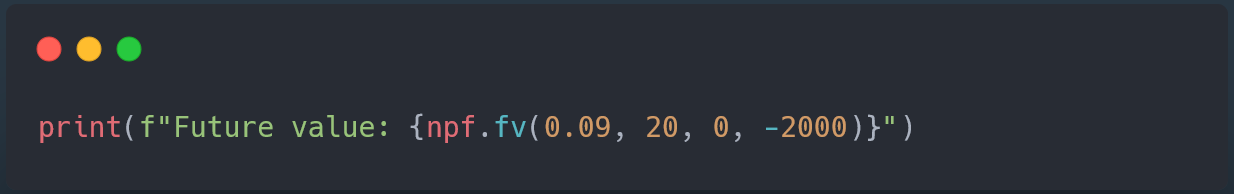 print(f"Future value: {npf.fv(0.09, 20, 0, -2000)}")